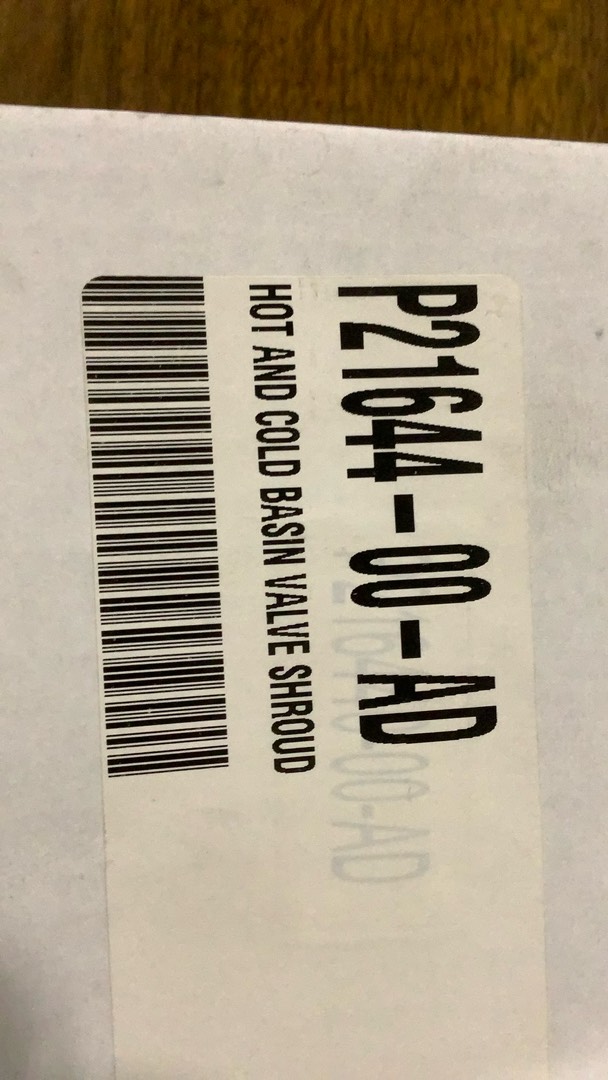 P21644-00-AD
HOT AND COLD BASIN VALVE SHROUD